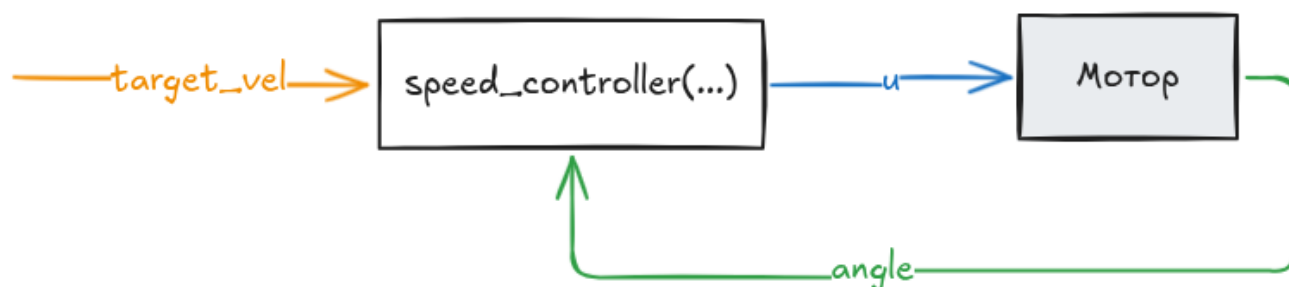 target_vel
speed_controller(...)
u
Мотор
angle